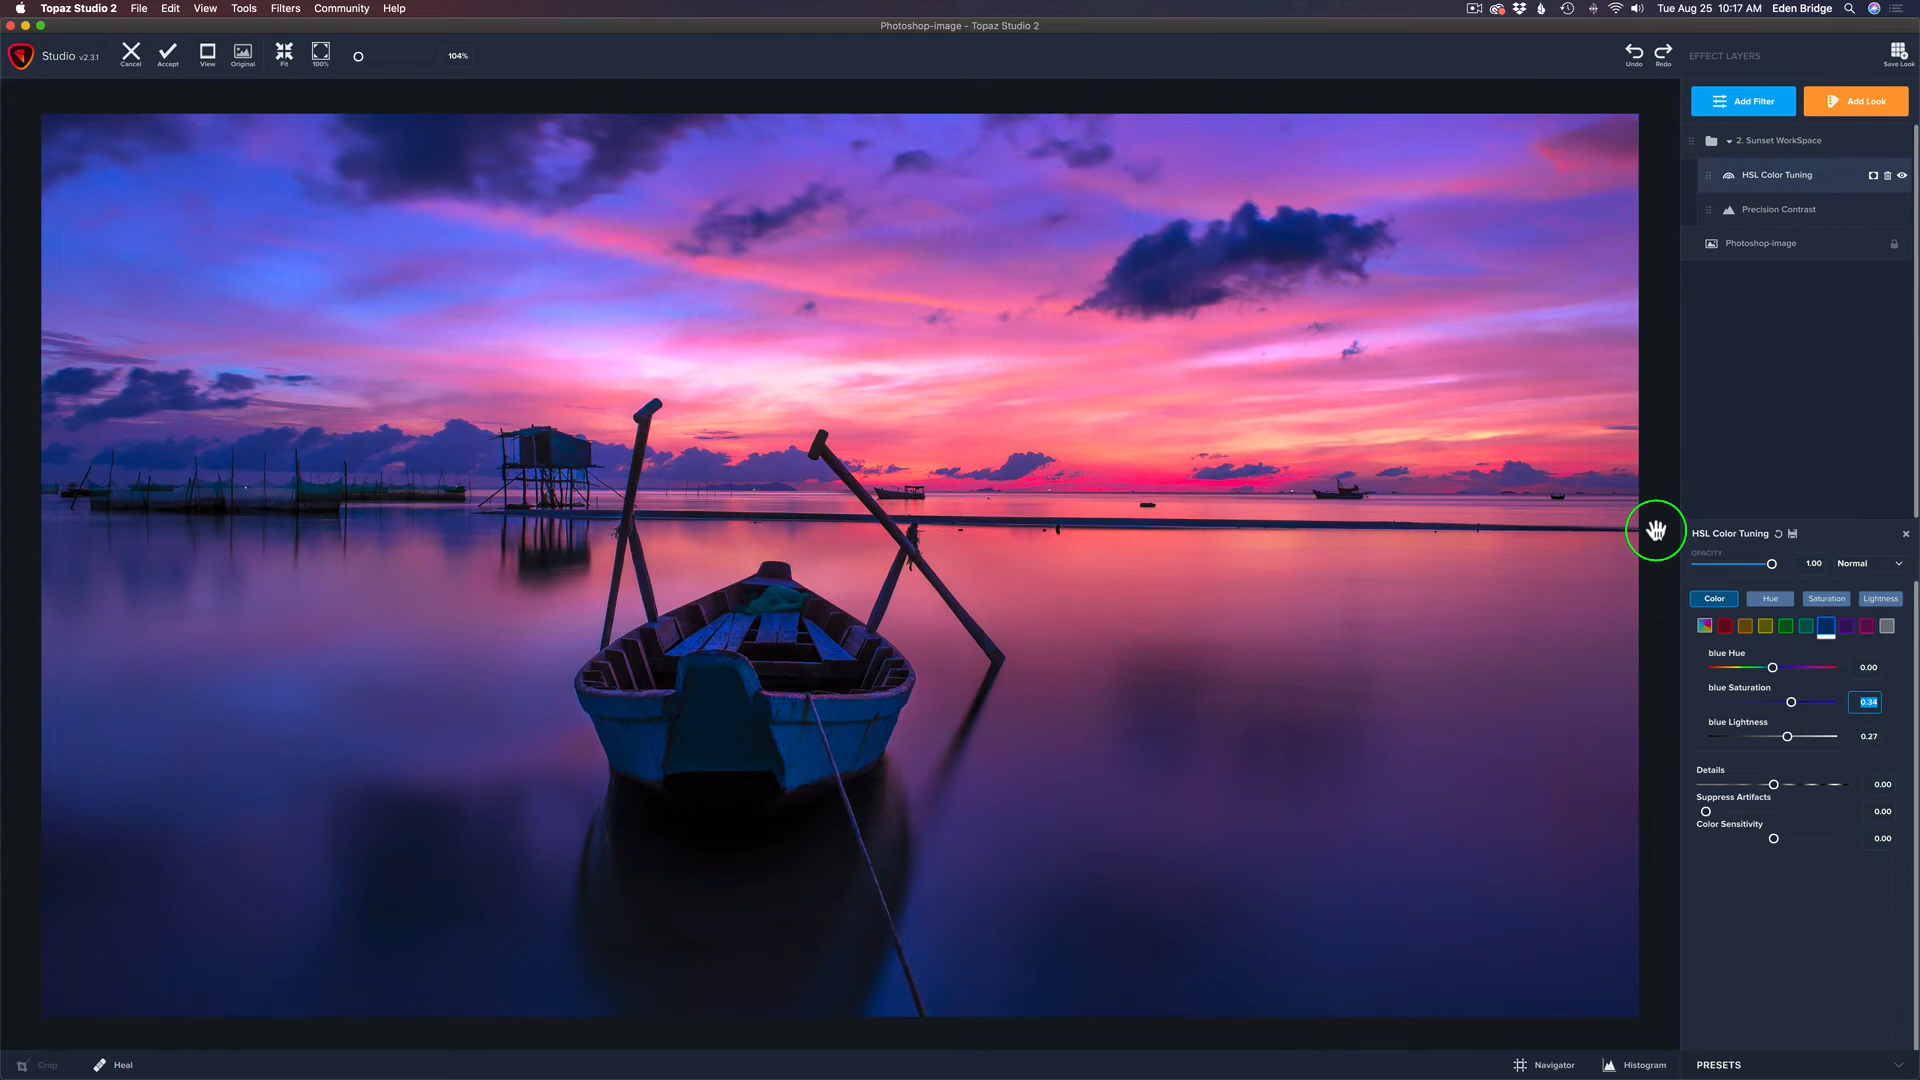 Topaz Studio 2 File Edit View Tools Filters Community Help Tue Aug 25 10:17 AM Eden Bridge
Photoshop-image - Topaz Studio 2
Studio v2.3.1 Cancel Accept View Original Fit 100% 104% Undo Redo EFFECT LAYERS Save Look
Add Filter Add Look
2. Sunset WorkSpace
HSL Color Tuning
Precision Contrast
Photoshop-image
HSL Color Tuning
OPACITY
1.00 Normal
Color Hue Saturation Lightness
blue Hue
0.00
blue Saturation
0.34
blue Lightness
0.27
Details
0.00
Suppress Artifacts
0.00
Color Sensitivity
0.00
Crop Heal Navigator Histogram PRESETS